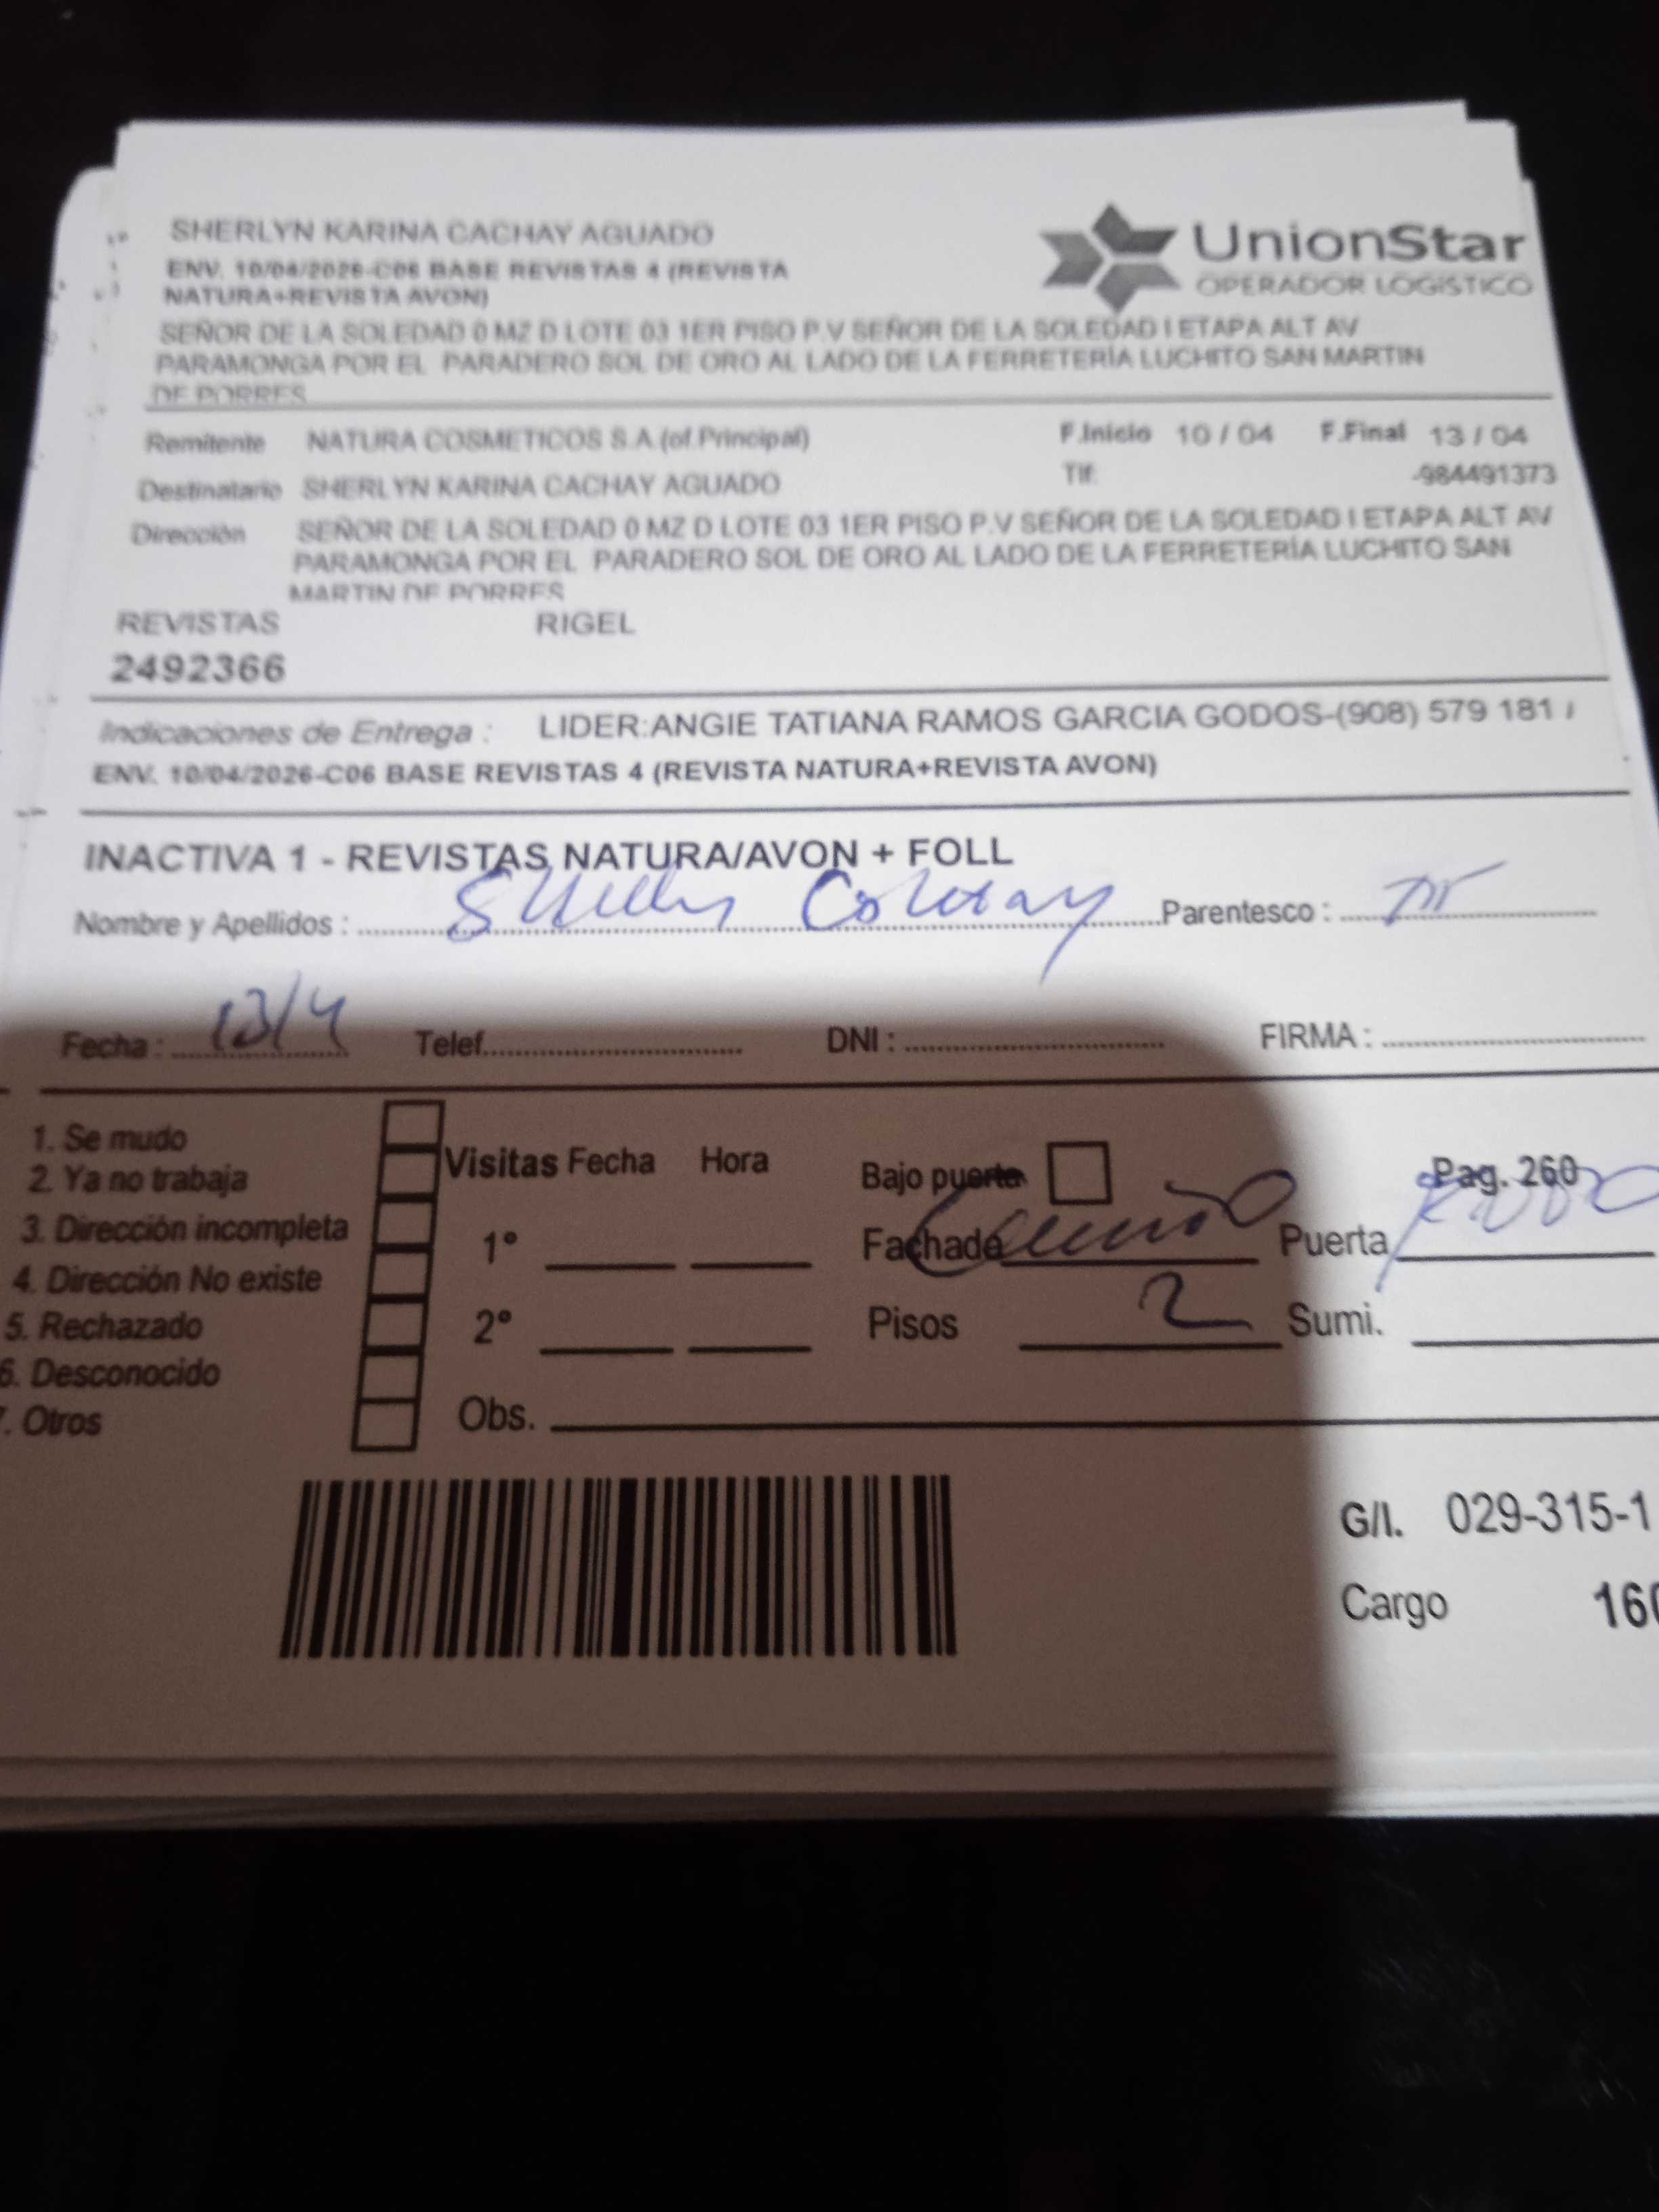 SHERLYN KARINA CACHAY AGUADO
ENV. 10/04/2026-C06 BASE REVISTAS 4 (REVISTA
NATURA+REVISTA AVON)
UnionStar
OPERADOR LOGÍSTICO
SEÑOR DE LA SOLEDAD 0 MZ D LOTE 03 1ER PISO P.V SEÑOR DE LA SOLEDAD I ETAPA ALT AV
PARAMONGA POR EL PARADERO SOL DE ORO AL LADO DE LA FERRETERÍA LUCHITO SAN MARTIN
DE PORRES
Remitente NATURA COSMETICOS S.A.(of.Principal) F.Inicio 10 / 04 F.Final 13 / 04
Destinatario SHERLYN KARINA CACHAY AGUADO Tlf: -984491373
Dirección SEÑOR DE LA SOLEDAD 0 MZ D LOTE 03 1ER PISO P.V SEÑOR DE LA SOLEDAD I ETAPA ALT AV
PARAMONGA POR EL PARADERO SOL DE ORO AL LADO DE LA FERRETERÍA LUCHITO SAN
MARTIN DE PORRES
REVISTAS RIGEL
2492366
Indicaciones de Entrega : LIDER:ANGIE TATIANA RAMOS GARCIA GODOS-(908) 579 181 /
ENV. 10/04/2026-C06 BASE REVISTAS 4 (REVISTA NATURA+REVISTA AVON)
INACTIVA 1 - REVISTAS NATURA/AVON + FOLL
Nombre y Apellidos : Parentesco :
Fecha : 13/4 Telef. DNI : FIRMA :
1. Se mudo
2. Ya no trabaja
3. Dirección incompleta
4. Dirección No existe
5. Rechazado
6. Desconocido
7. Otros
Visitas Fecha Hora
1°
2°
Obs.
Bajo puerta Pag. 260
Fachada Puerta
Pisos 2 Sumi.
G/I. 029-315-1
Cargo 160